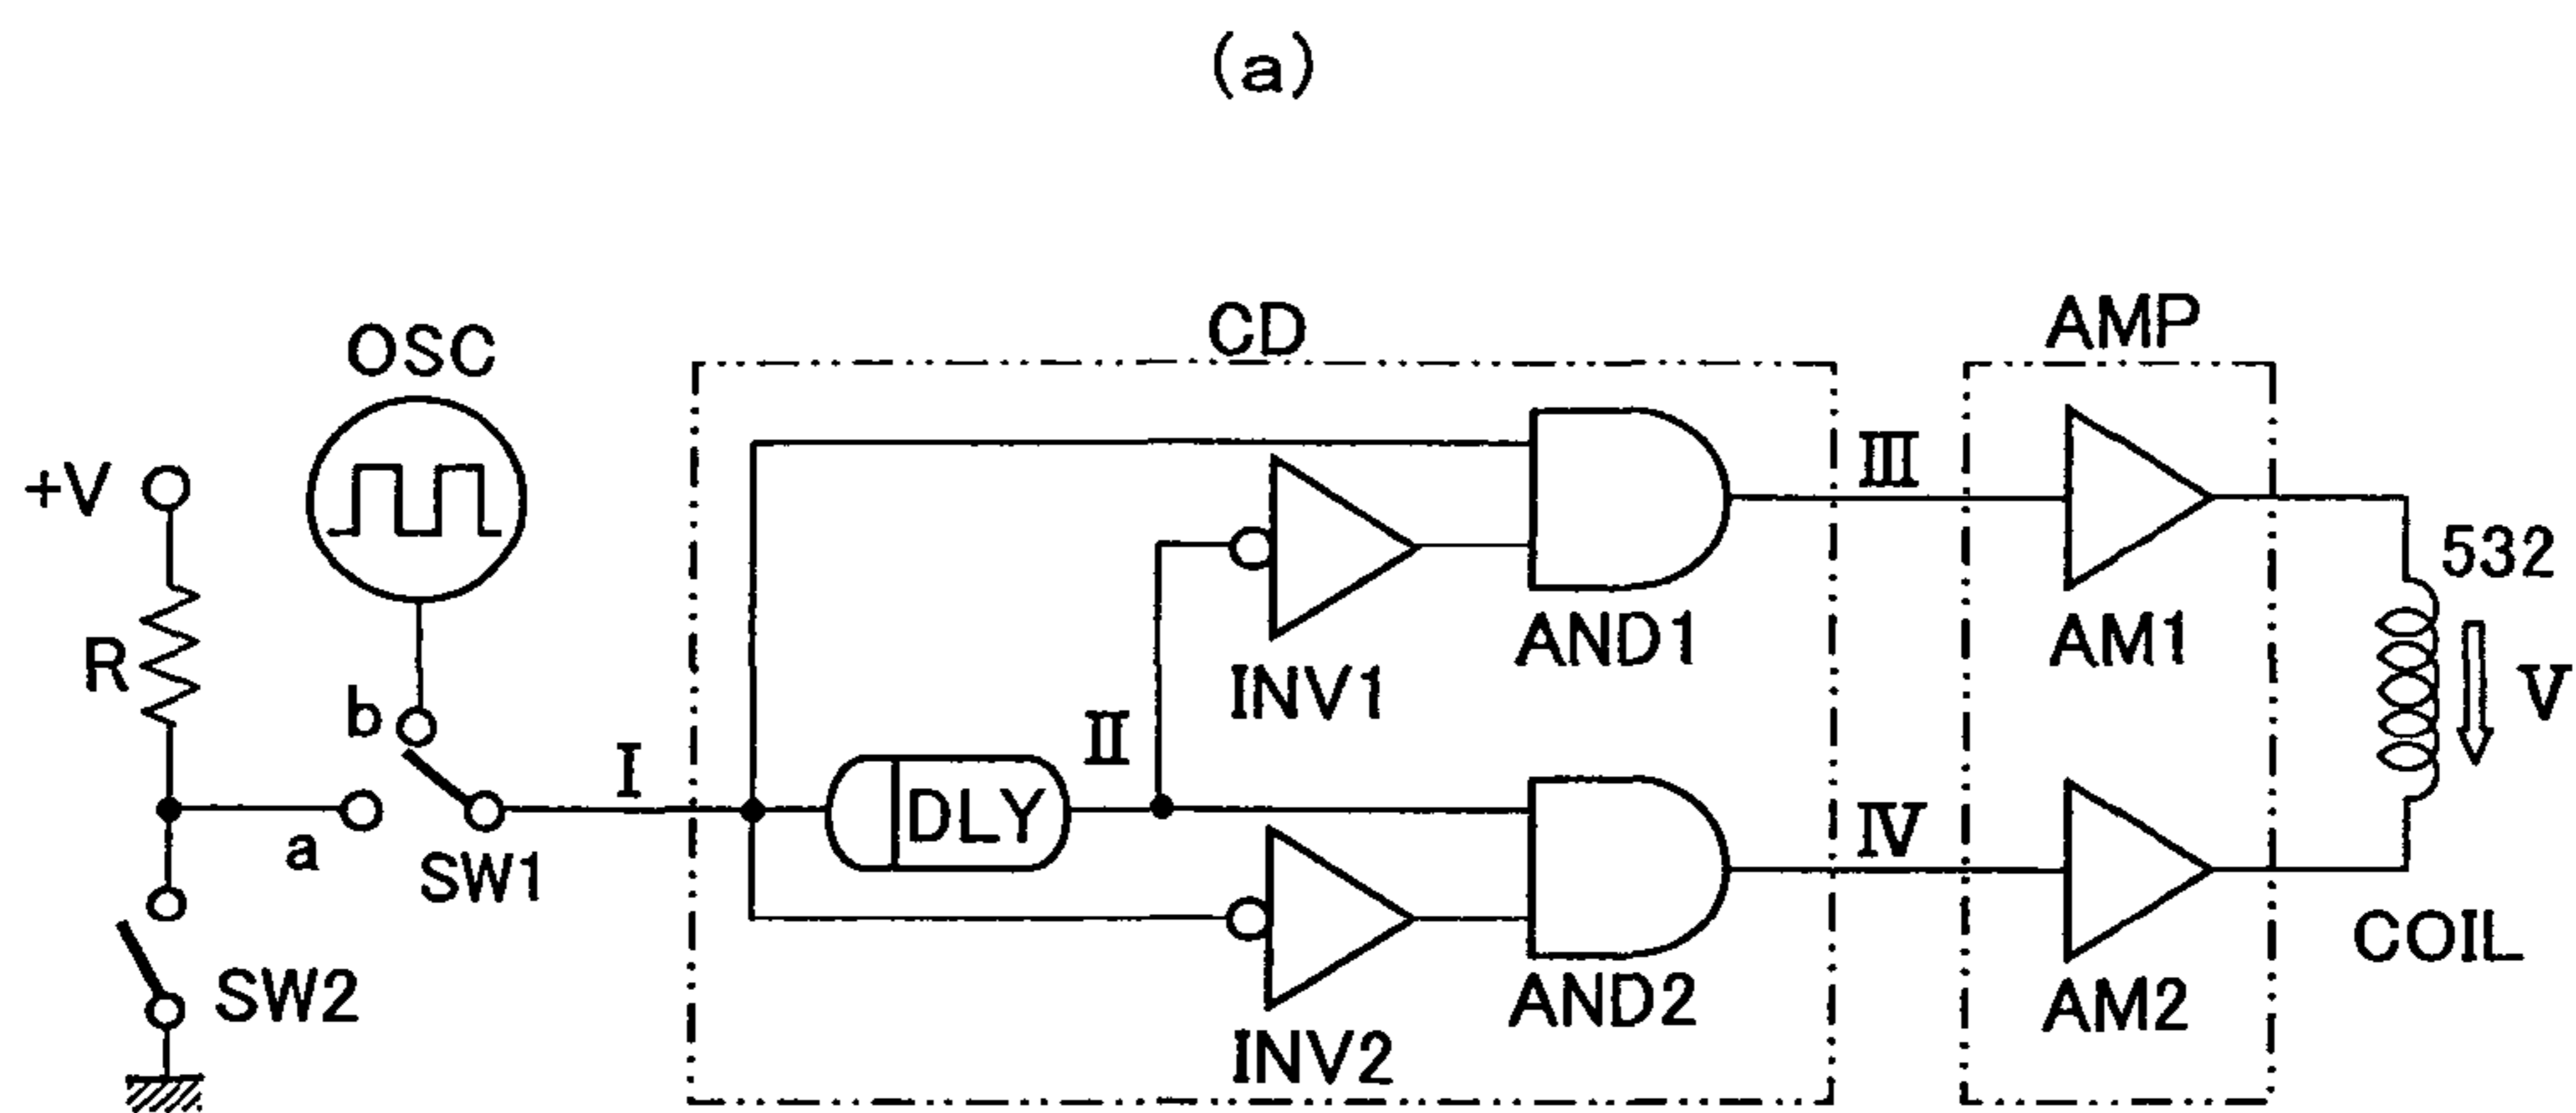 (a)
CD
AMP
OSC
+V
Ⅲ
532
R
b
INV1
AND1
AM1
Ⅴ
Ⅰ
Ⅱ
DLY
a
SW1
Ⅳ
SW2
INV2
AND2
AM2
COIL